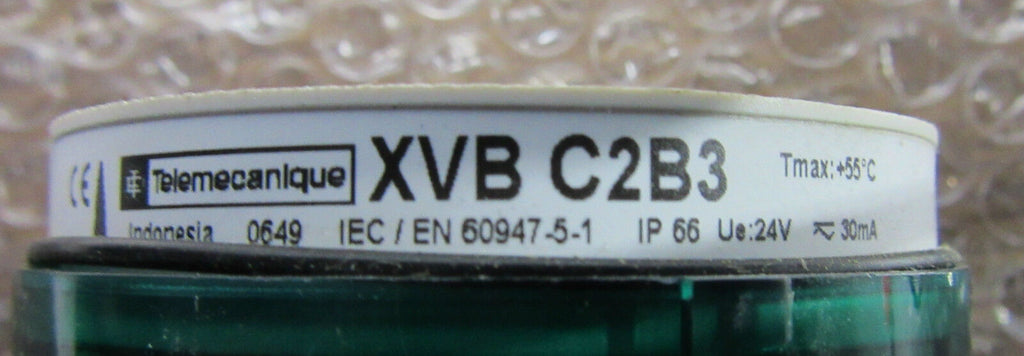 CE Telemecanique XVB C2B3 Tmax:+55°C
Indonesia 0649 IEC / EN 60947-5-1 IP 66 Ue:24V 30mA